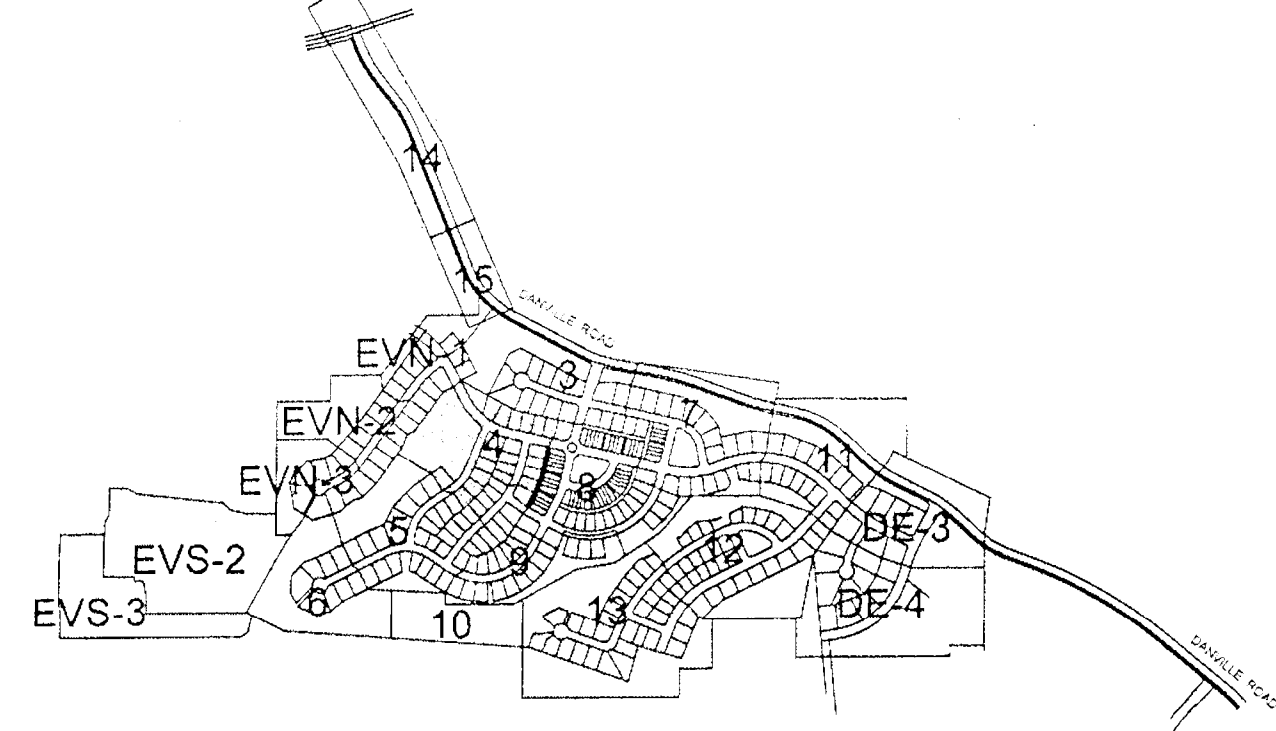 14
15
DANVILLE ROAD
EVN-1
3
EVN-2
7
4
11
EVN-3
8
5
DE-3
12
EVS-2
9
6
DE-4
EVS-3
13
10
DANVILLE ROAD